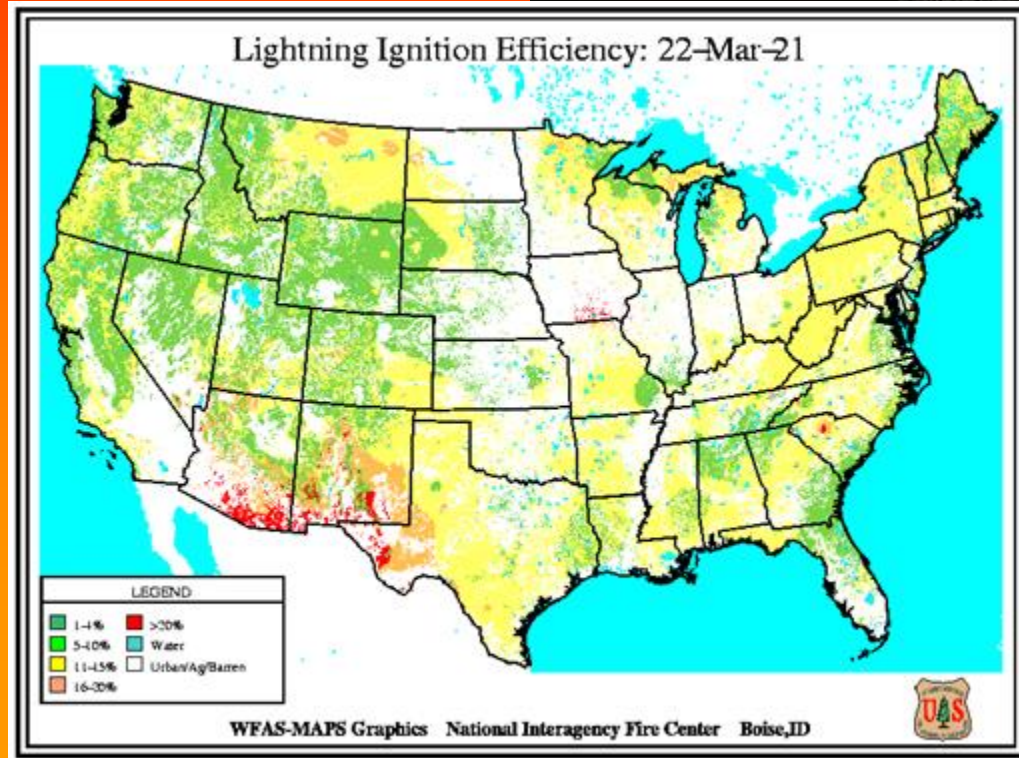 Lightning Ignition Efficiency: 22-Mar-21
LEGEND
1-4%
5-10%
11-15%
16-20%
>20%
Water
Urban/Ag/Barren
WFAS-MAPS Graphics National Interagency Fire Center Boise,ID
U S